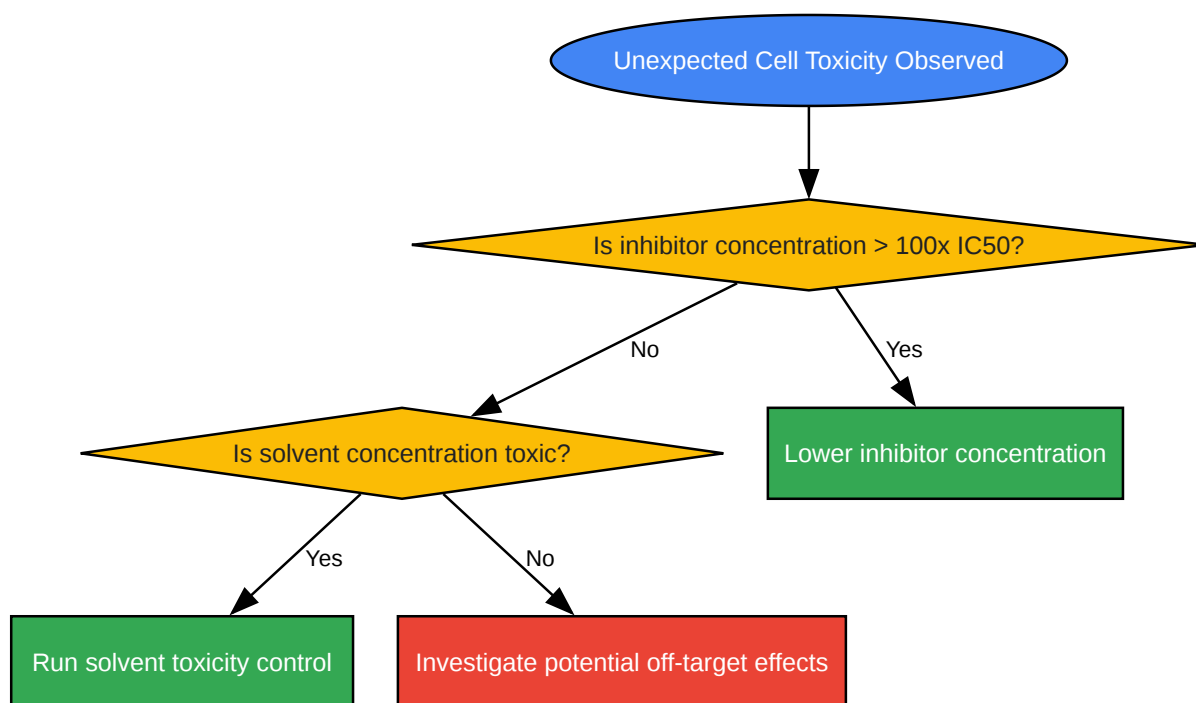 Unexpected Cell Toxicity Observed
Is inhibitor concentration > 100x IC50?
No
Yes
Is solvent concentration toxic?
Lower inhibitor concentration
Yes
No
Run solvent toxicity control
Investigate potential off-target effects